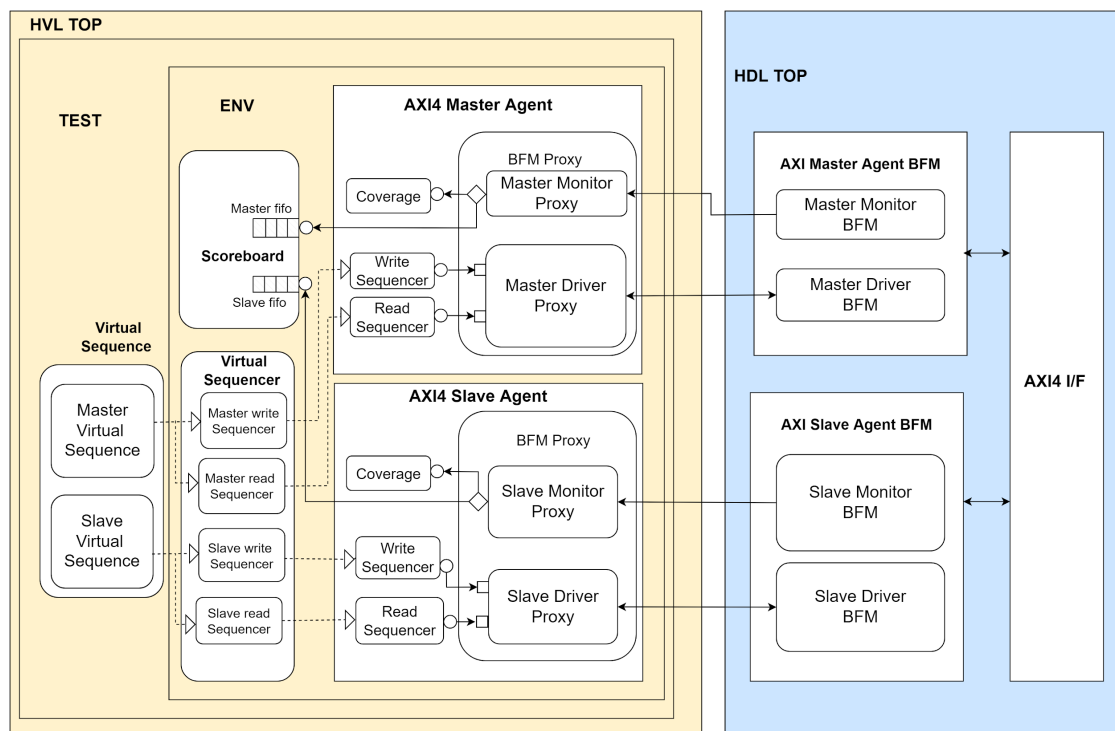 HVL TOP
TEST
ENV
Master fifo
Scoreboard
Slave fifo
Virtual
Sequence
Master
Virtual
Sequence
Slave
Virtual
Sequence
Virtual
Sequencer
Master write
Sequencer
Master read
Sequencer
Slave write
Sequencer
Slave read
Sequencer
AXI4 Master Agent
BFM Proxy
Coverage
Master Monitor
Proxy
Write
Sequencer
Read
Sequencer
Master Driver
Proxy
AXI4 Slave Agent
BFM Proxy
Coverage
Slave Monitor
Proxy
Write
Sequencer
Read
Sequencer
Slave Driver
Proxy
HDL TOP
AXI Master Agent BFM
Master Monitor
BFM
Master Driver
BFM
AXI Slave Agent BFM
Slave Monitor
BFM
Slave Driver
BFM
AXI4 I/F